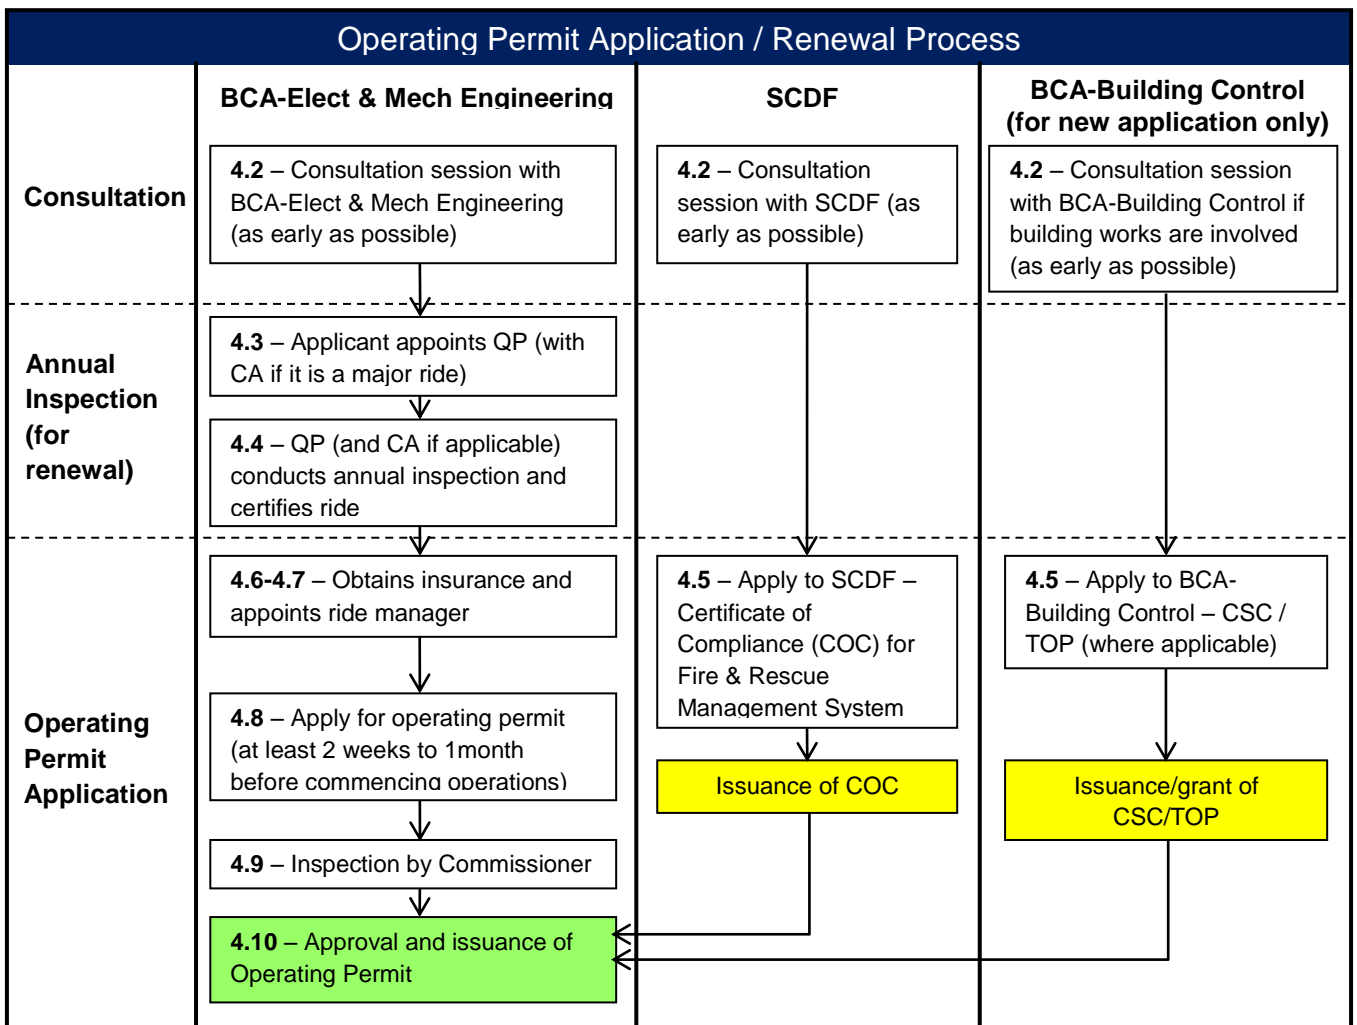 Operating Permit Application / Renewal Process
BCA-Elect & Mech Engineering
SCDF
BCA-Building Control
(for new application only)
Consultation
4.2 – Consultation session with
BCA-Elect & Mech Engineering
(as early as possible)
4.2 – Consultation
session with SCDF (as
early as possible)
4.2 – Consultation session
with BCA-Building Control if
building works are involved
(as early as possible)
Annual
Inspection
(for
renewal)
4.3 – Applicant appoints QP (with
CA if it is a major ride)
4.4 – QP (and CA if applicable)
conducts annual inspection and
certifies ride
Operating
Permit
Application
4.6-4.7 – Obtains insurance and
appoints ride manager
4.8 – Apply for operating permit
(at least 2 weeks to 1month
before commencing operations)
4.9 – Inspection by Commissioner
4.10 – Approval and issuance of
Operating Permit
4.5 – Apply to SCDF –
Certificate of
Compliance (COC) for
Fire & Rescue
Management System
Issuance of COC
4.5 – Apply to BCA-
Building Control – CSC /
TOP (where applicable)
Issuance/grant of
CSC/TOP